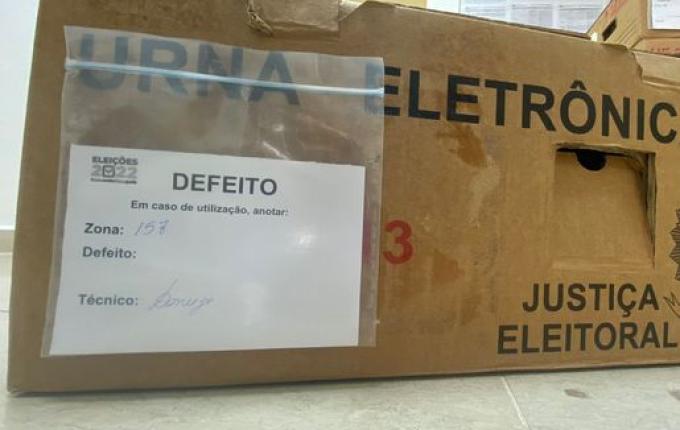 URNA ELETRÔNIC
ELEIÇÕES
2022
DEFEITO
Em caso de utilização, anotar:
Zona: 157
Defeito:
Técnico:
3
JUSTIÇA
ELEITORAL